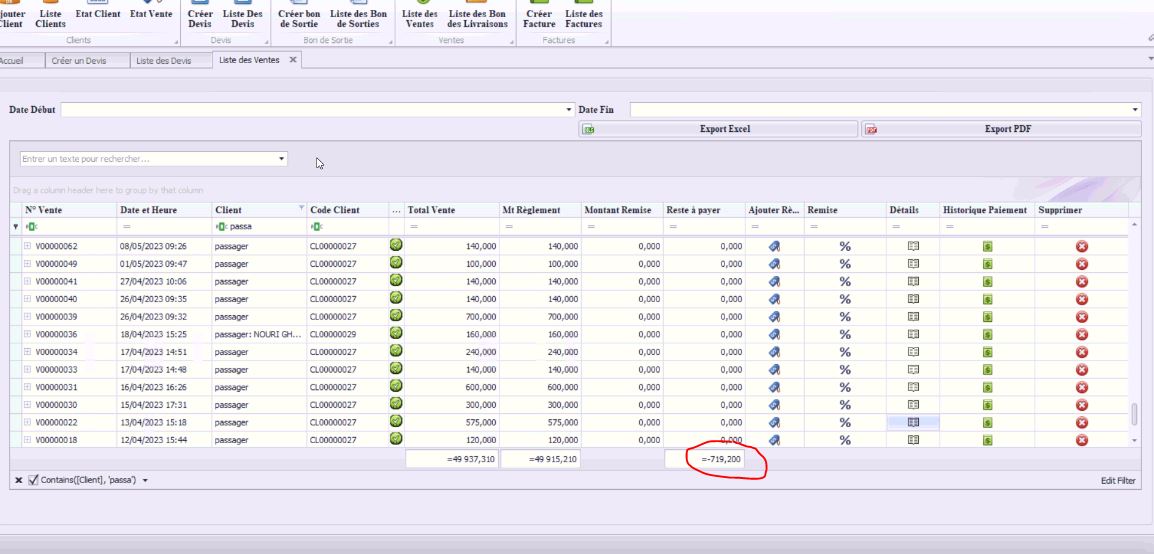 jouter Client Liste Clients Etat Client Etat Vente Créer Devis Liste Des Devis Créer bon de Sortie Liste des Bon de Sorties Liste des Ventes Liste des Bon des Livraisons Créer Facture Liste des Factures
Clients Devis Bon de Sortie Ventes Factures
Accueil Créer un Devis Liste des Devis Liste des Ventes
Date Début Date Fin
Export Excel Export PDF
Entrer un texte pour rechercher...
Drag a column header here to group by that column
N° Vente Date et Heure Client Code Client ... Total Vente Mt Règlement Montant Remise Reste à payer Ajouter Rè... Remise Détails Historique Paiement Supprimer
= passa = = = = = = = = =
V00000062 08/05/2023 09:26 passager CL00000027 140,000 140,000 0,000 0,000 %
V00000049 01/05/2023 09:47 passager CL00000027 100,000 100,000 0,000 0,000 %
V00000041 27/04/2023 10:06 passager CL00000027 140,000 140,000 0,000 0,000 %
V00000040 26/04/2023 09:35 passager CL00000027 140,000 140,000 0,000 0,000 %
V00000039 26/04/2023 09:32 passager CL00000027 700,000 700,000 0,000 0,000 %
V00000036 18/04/2023 15:25 passager: NOURI GH... CL00000029 160,000 160,000 0,000 0,000 %
V00000034 17/04/2023 14:51 passager CL00000027 240,000 240,000 0,000 0,000 %
V00000033 17/04/2023 14:48 passager CL00000027 140,000 140,000 0,000 0,000 %
V00000031 16/04/2023 16:26 passager CL00000027 600,000 600,000 0,000 0,000 %
V00000030 15/04/2023 17:31 passager CL00000027 300,000 300,000 0,000 0,000 %
V00000022 13/04/2023 15:18 passager CL00000027 575,000 575,000 0,000 0,000 %
V00000018 12/04/2023 15:44 passager CL00000027 120,000 120,000 0,000 0,000 %
=49 937,310 =49 915,210 =-719,200
Contains([Client], 'passa') Edit Filter